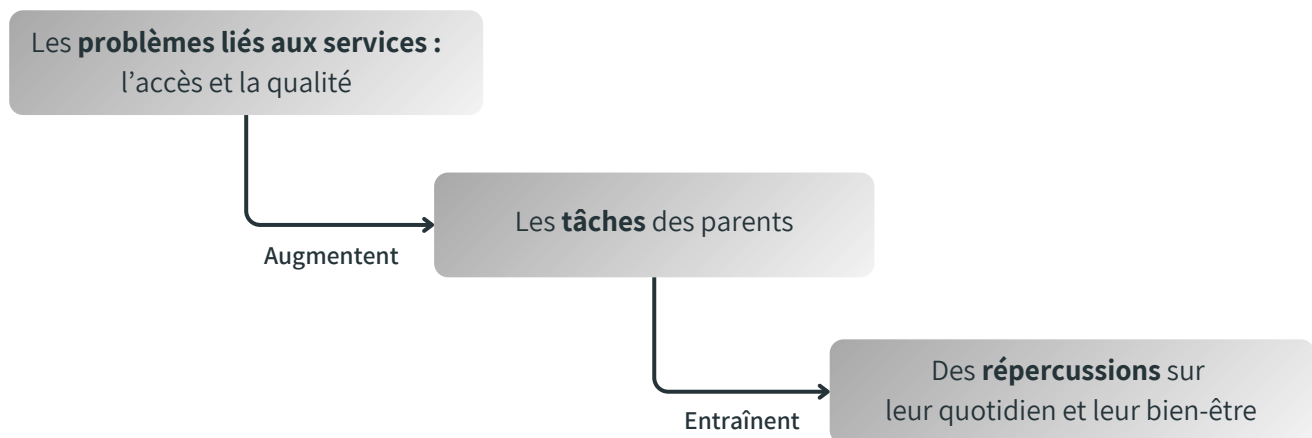 Les problèmes liés aux services :
l’accès et la qualité
Augmentent
Les tâches des parents
Entraînent
Des répercussions sur
leur quotidien et leur bien-être